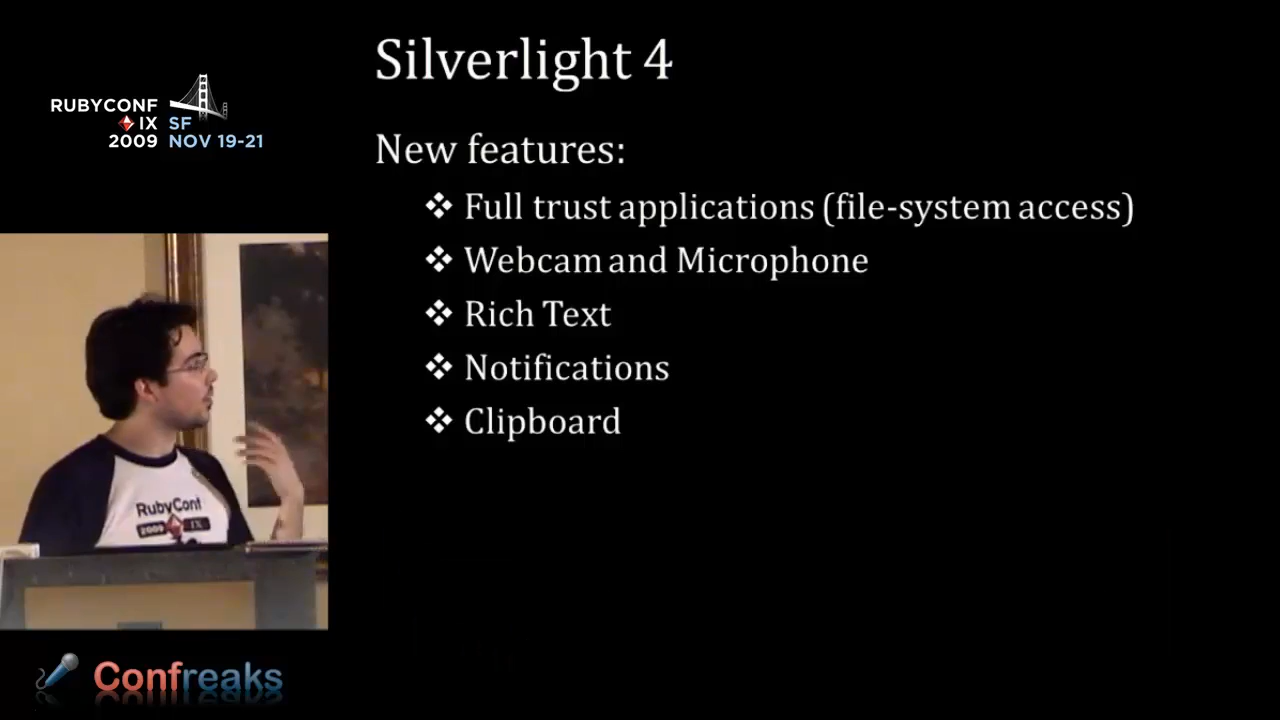 RUBYCONF
IX SF
2009 NOV 19-21
Silverlight 4
New features:
❖ Full trust applications (file-system access)
❖ Webcam and Microphone
❖ Rich Text
❖ Notifications
❖ Clipboard
RubyConf
2009 IX
Confreaks